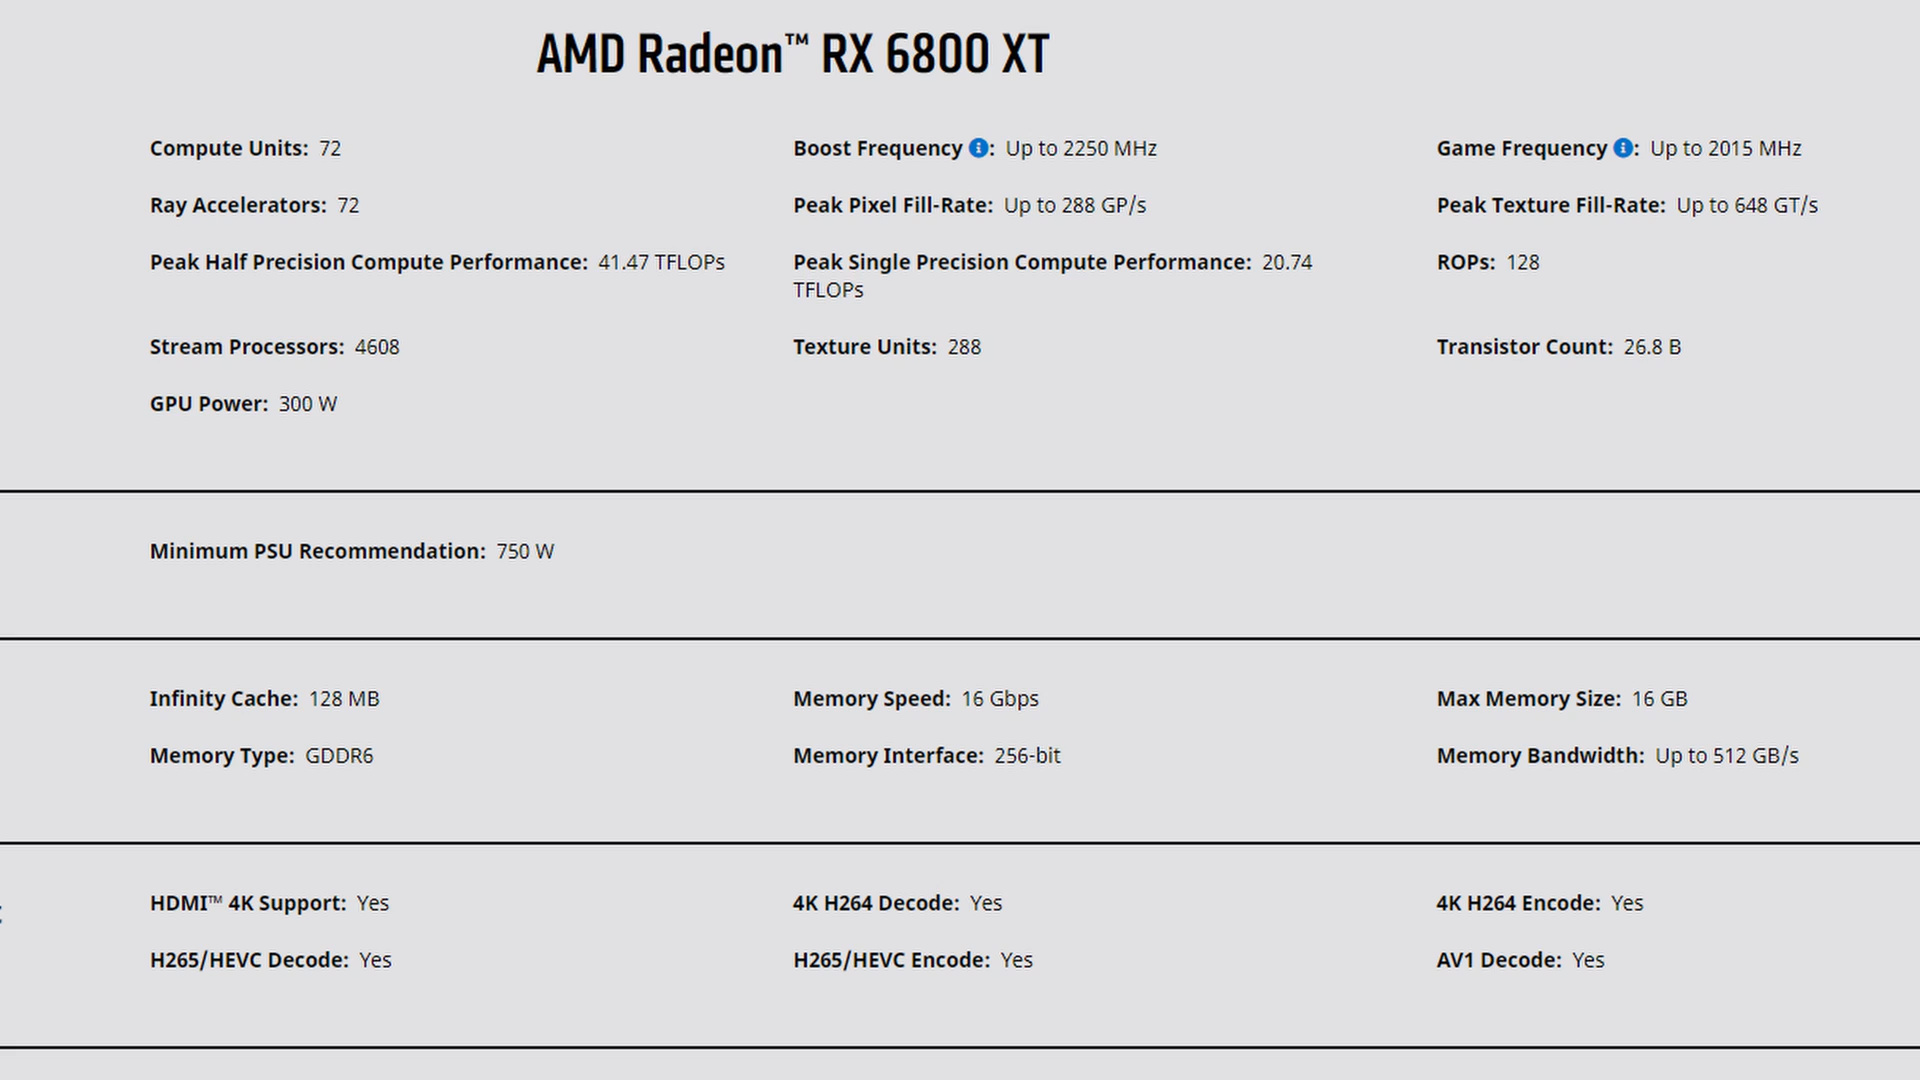 AMD Radeon™ RX 6800 XT
Compute Units: 72
Boost Frequency i: Up to 2250 MHz
Game Frequency i: Up to 2015 MHz
Ray Accelerators: 72
Peak Pixel Fill-Rate: Up to 288 GP/s
Peak Texture Fill-Rate: Up to 648 GT/s
Peak Half Precision Compute Performance: 41.47 TFLOPs
Peak Single Precision Compute Performance: 20.74
TFLOPs
ROPs: 128
Stream Processors: 4608
Texture Units: 288
Transistor Count: 26.8 B
GPU Power: 300 W
Minimum PSU Recommendation: 750 W
Infinity Cache: 128 MB
Memory Speed: 16 Gbps
Max Memory Size: 16 GB
Memory Type: GDDR6
Memory Interface: 256-bit
Memory Bandwidth: Up to 512 GB/s
HDMI™ 4K Support: Yes
4K H264 Decode: Yes
4K H264 Encode: Yes
H265/HEVC Decode: Yes
H265/HEVC Encode: Yes
AV1 Decode: Yes